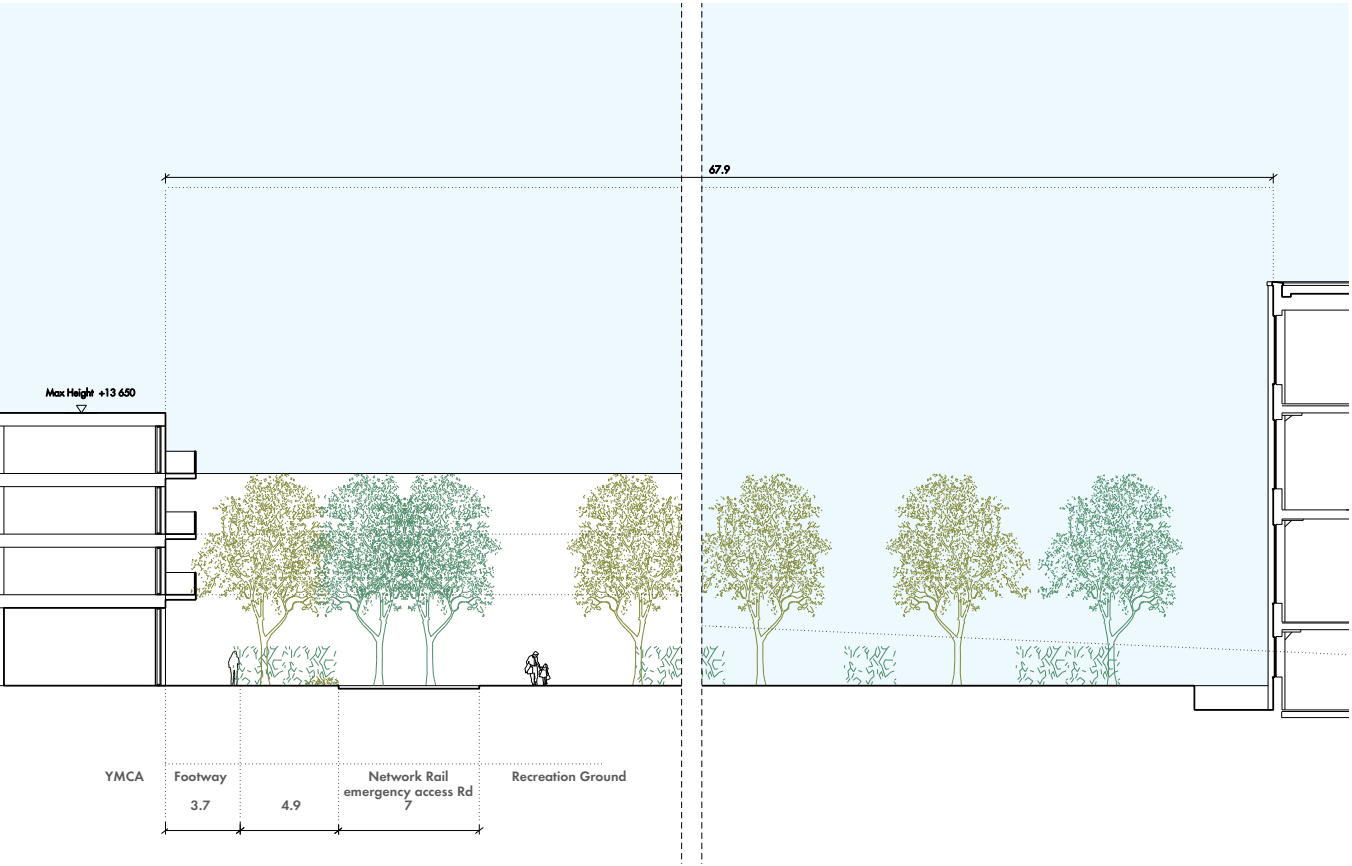 67.9
Max Height +13 650
YMCA
Footway
3.7
4.9
Network Rail
emergency access Rd
7
Recreation Ground